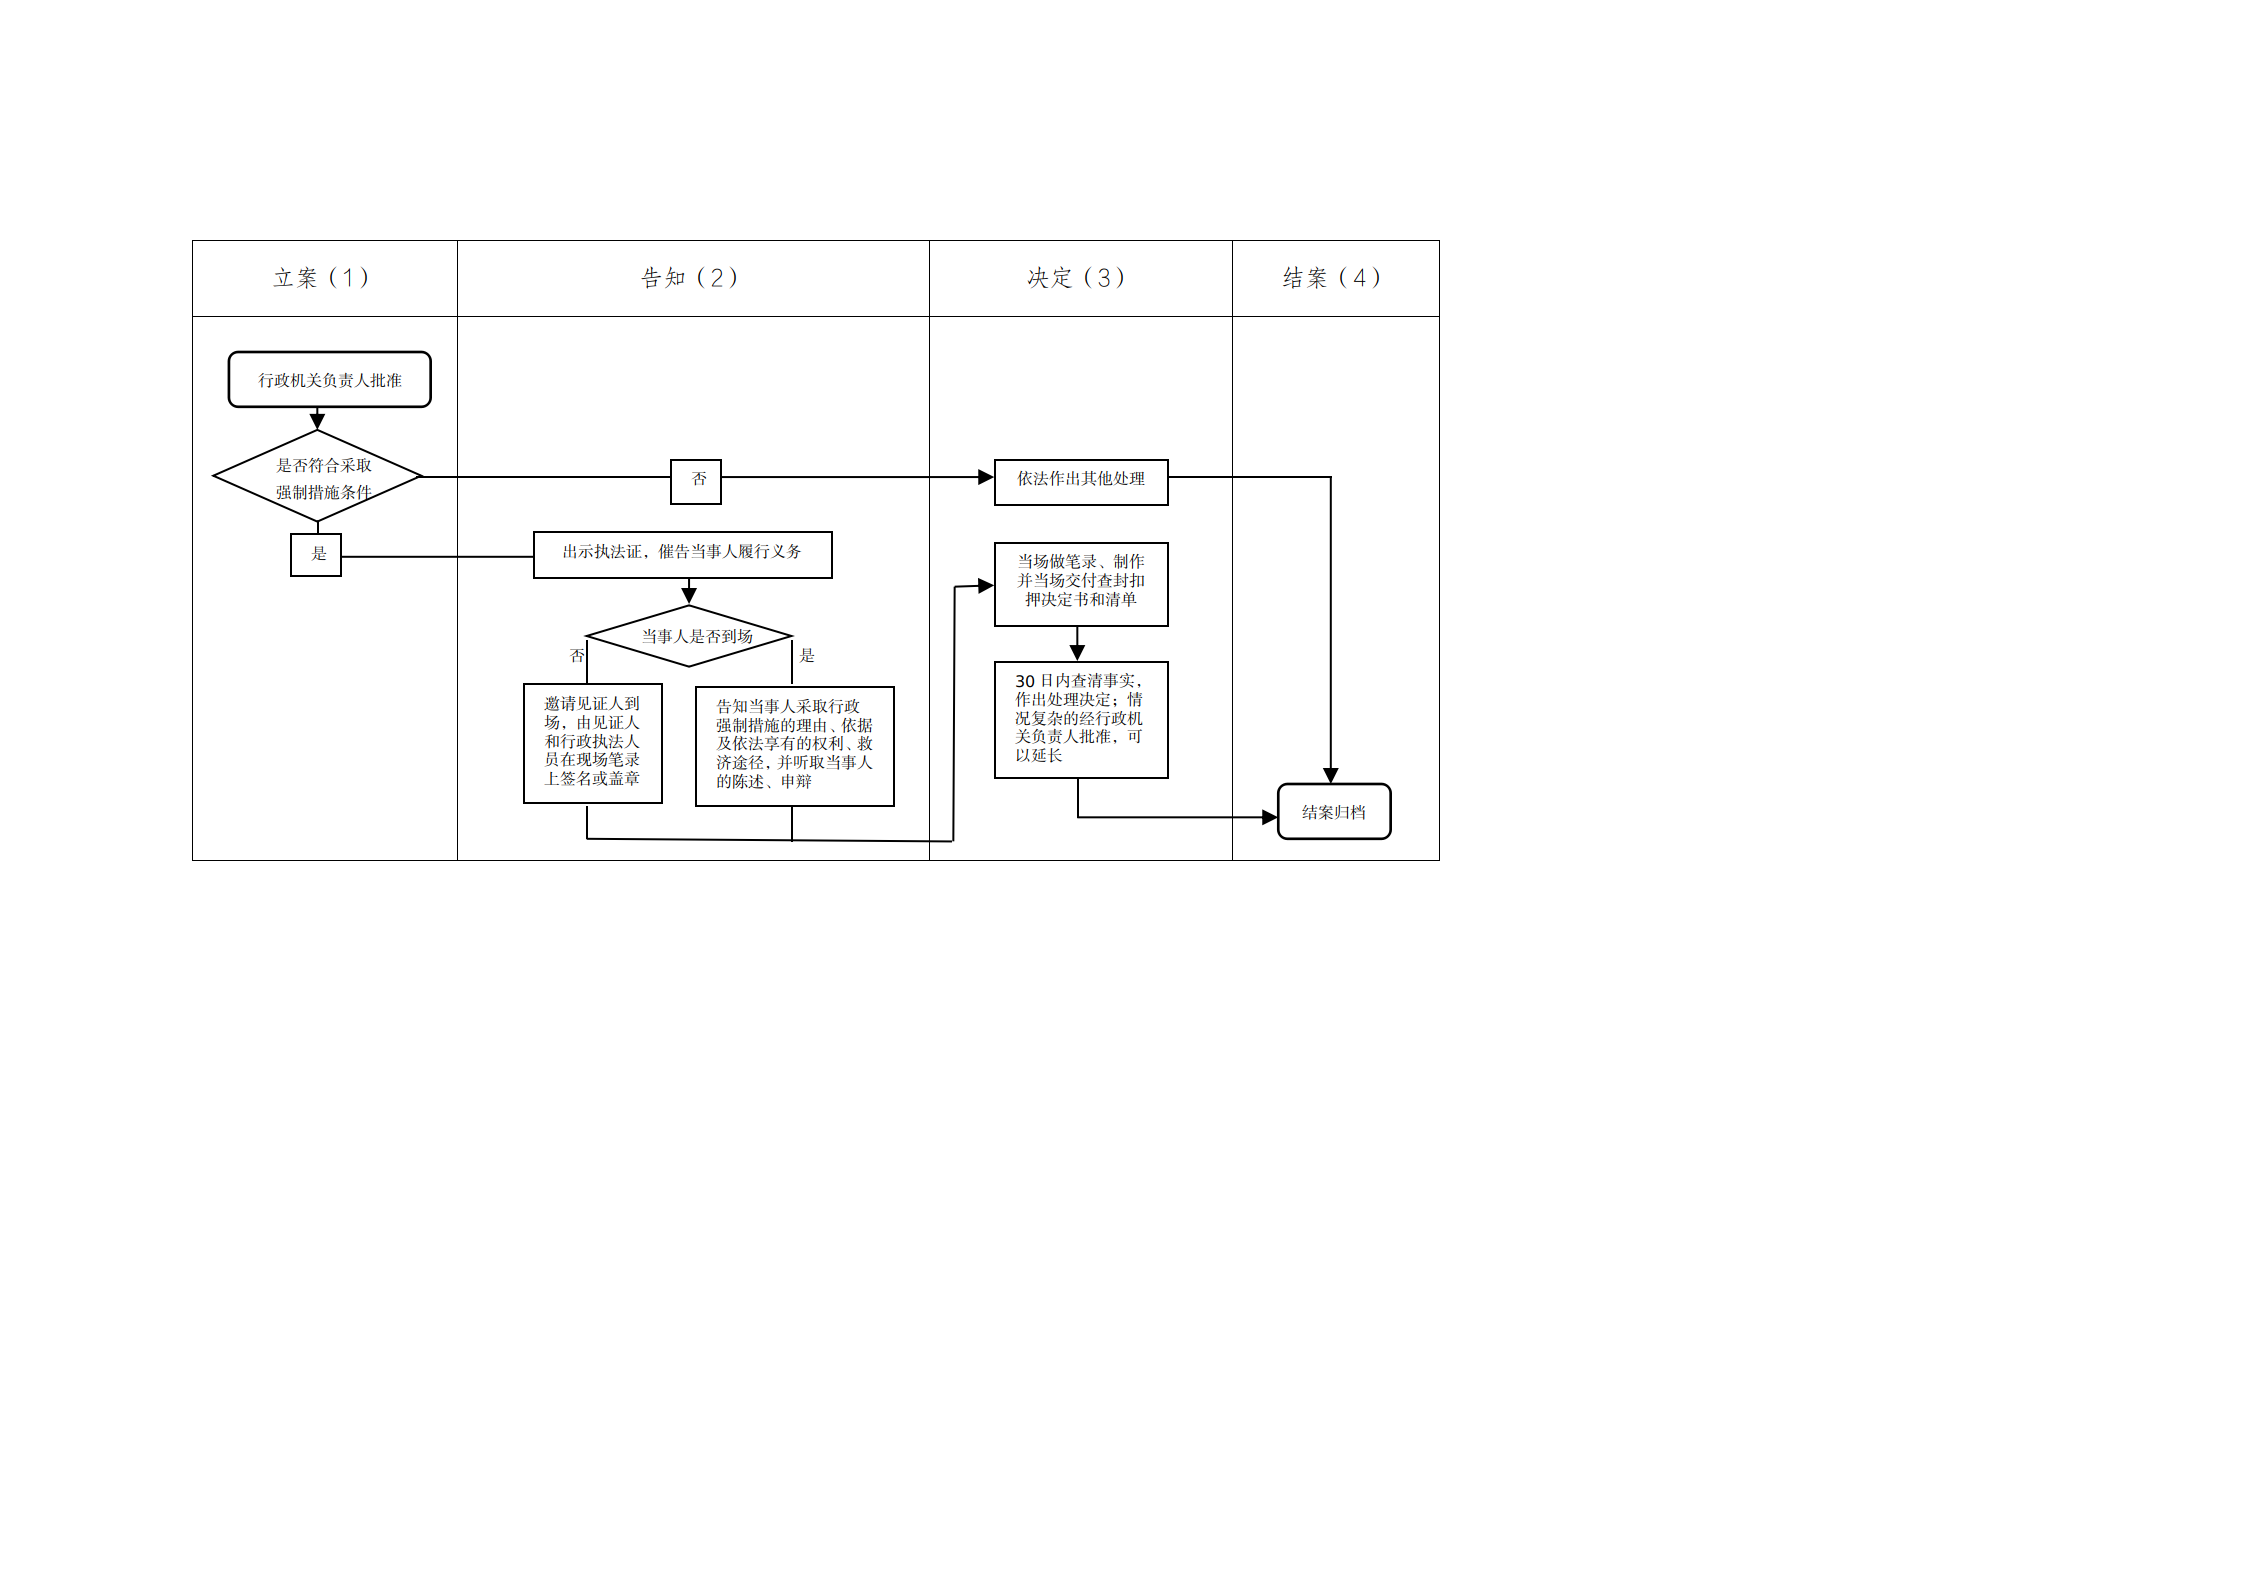 立案（1）
告知（2）
决定（3）
结案（4）
行政机关负责人批准
是否符合采取
强制措施条件
否
依法作出其他处理
是
出示执法证，催告当事人履行义务
当事人是否到场
否
是
邀请见证人到
场，由见证人
和行政执法人
员在现场笔录
上签名或盖章
告知当事人采取行政
强制措施的理由、依据
及依法享有的权利、救
济途径，并听取当事人
的陈述、申辩
当场做笔录、制作
并当场交付查封扣
押决定书和清单
30 日内查清事实，
作出处理决定；情
况复杂的经行政机
关负责人批准，可
以延长
结案归档